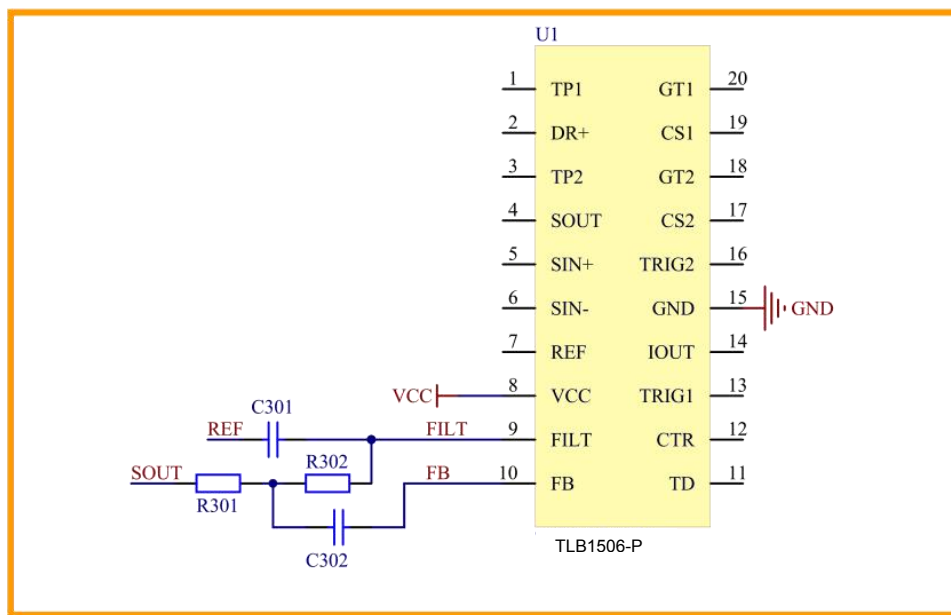 U1
1 TP1 GT1 20
2 DR+ CS1 19
3 TP2 GT2 18
4 SOUT CS2 17
5 SIN+ TRIG2 16
6 SIN- GND 15 GND
7 REF IOUT 14
VCC 8 VCC TRIG1 13
C301
REF FILT 9 FILT CTR 12
R302
SOUT FB 10 FB TD 11
R301
C302
TLB1506-P